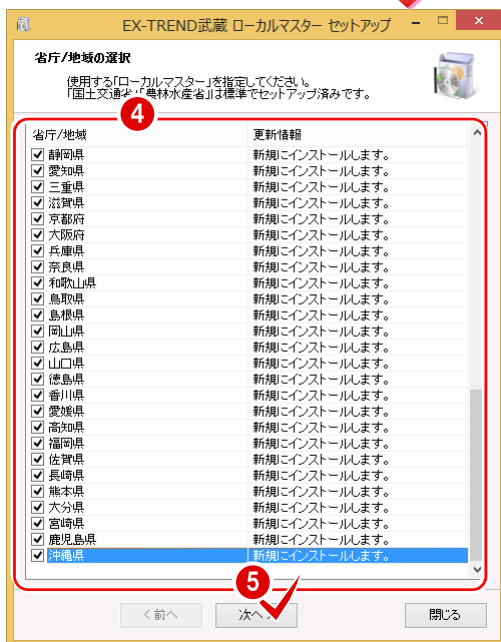 EX-TREND武蔵 ローカルマスター セットアップ
省庁/地域の選択
使用する「ローカルマスター」を指定してください。
「国土交通省」「農林水産省」は標準でセットアップ済みです。
4
省庁/地域 更新情報
静岡県 新規にインストールします。
愛知県 新規にインストールします。
三重県 新規にインストールします。
滋賀県 新規にインストールします。
京都府 新規にインストールします。
大阪府 新規にインストールします。
兵庫県 新規にインストールします。
奈良県 新規にインストールします。
和歌山県 新規にインストールします。
鳥取県 新規にインストールします。
島根県 新規にインストールします。
岡山県 新規にインストールします。
広島県 新規にインストールします。
山口県 新規にインストールします。
徳島県 新規にインストールします。
香川県 新規にインストールします。
愛媛県 新規にインストールします。
高知県 新規にインストールします。
福岡県 新規にインストールします。
佐賀県 新規にインストールします。
長崎県 新規にインストールします。
熊本県 新規にインストールします。
大分県 新規にインストールします。
宮崎県 新規にインストールします。
鹿児島県 新規にインストールします。
沖縄県 新規にインストールします。
5
<前へ 次へ> 閉じる